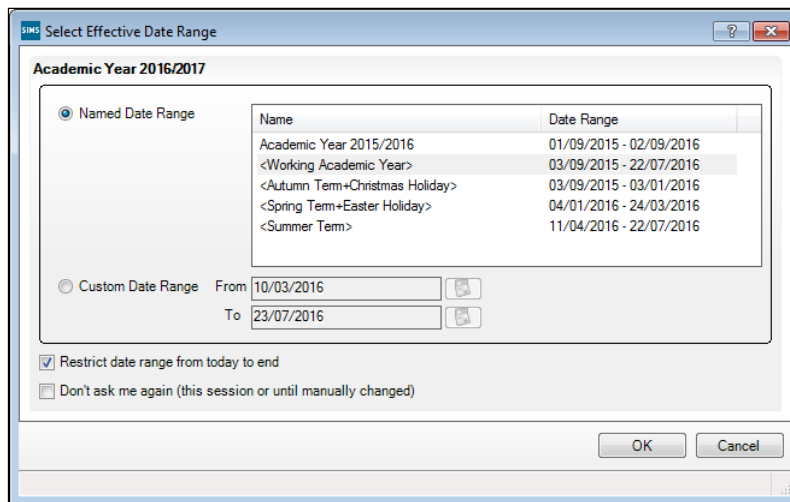 SIMS Select Effective Date Range ?
Academic Year 2016/2017
Named Date Range
Name Date Range
Academic Year 2015/2016 01/09/2015 - 02/09/2016
<Working Academic Year> 03/09/2015 - 22/07/2016
<Autumn Term+Christmas Holiday> 03/09/2015 - 03/01/2016
<Spring Term+Easter Holiday> 04/01/2016 - 24/03/2016
<Summer Term> 11/04/2016 - 22/07/2016
Custom Date Range From 10/03/2016
To 23/07/2016
Restrict date range from today to end
Don't ask me again (this session or until manually changed)
OK Cancel